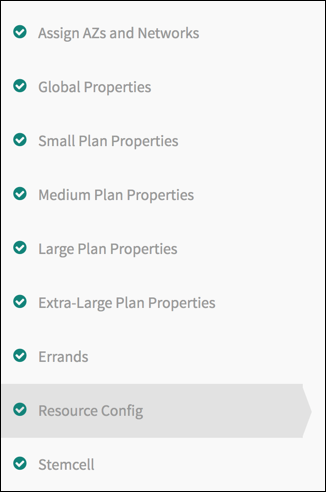 Assign AZs and Networks
Global Properties
Small Plan Properties
Medium Plan Properties
Large Plan Properties
Extra-Large Plan Properties
Errands
Resource Config
Stemcell